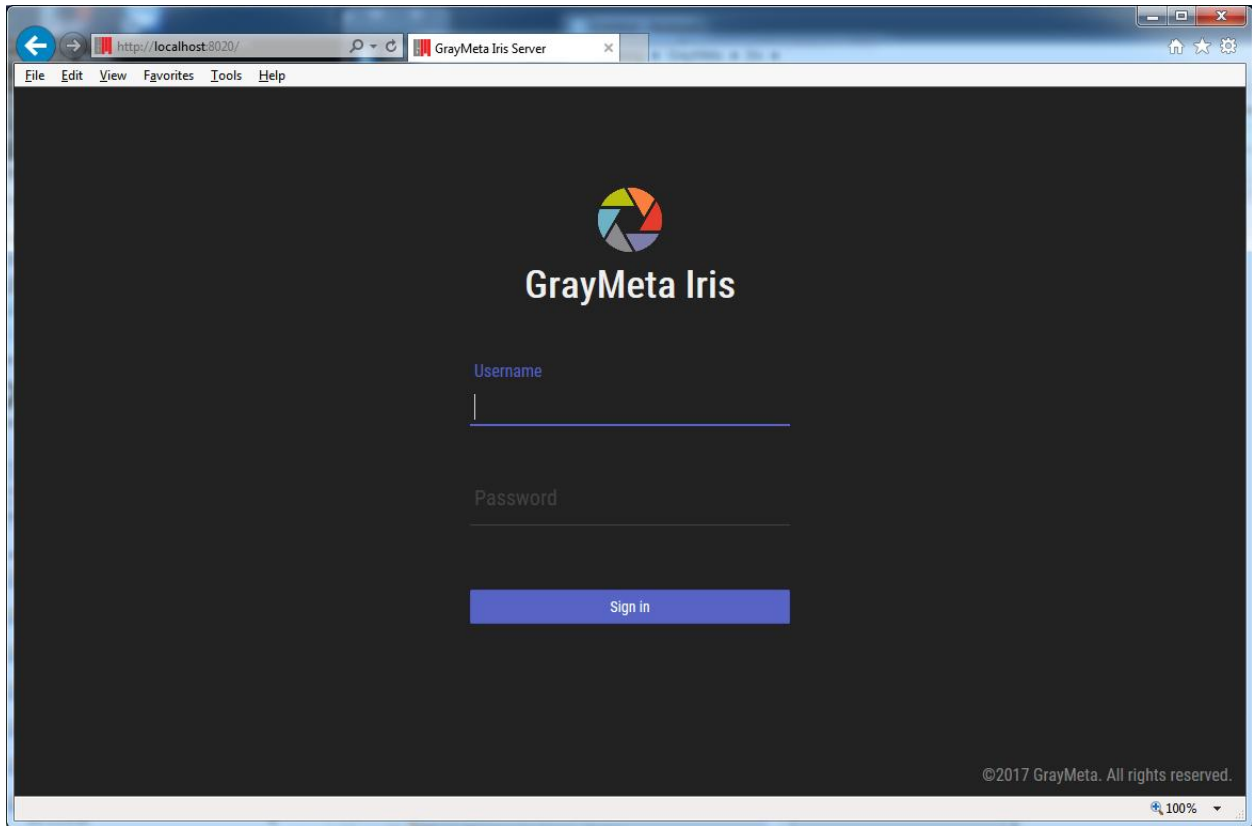 http://localhost:8020/
GrayMeta Iris Server
File Edit View Favorites Tools Help
GrayMeta Iris
Username
Password
Sign in
©2017 GrayMeta. All rights reserved.
100%